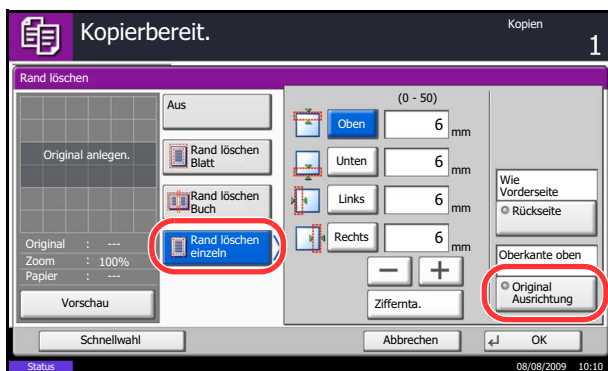 Kopierbereit.
Kopien
1
Rand löschen
Original anlegen.
Original : ---
Zoom : 100%
Papier : ---
Vorschau
Aus
Rand löschen
Blatt
Rand löschen
Buch
Rand löschen
einzeln
(0 - 50)
Oben 6 mm
Unten 6 mm
Links 6 mm
Rechts 6 mm
Ziffernta.
Wie
Vorderseite
Rückseite
Oberkante oben
Original
Ausrichtung
Schnellwahl
Abbrechen
OK
Status
08/08/2009 10:10